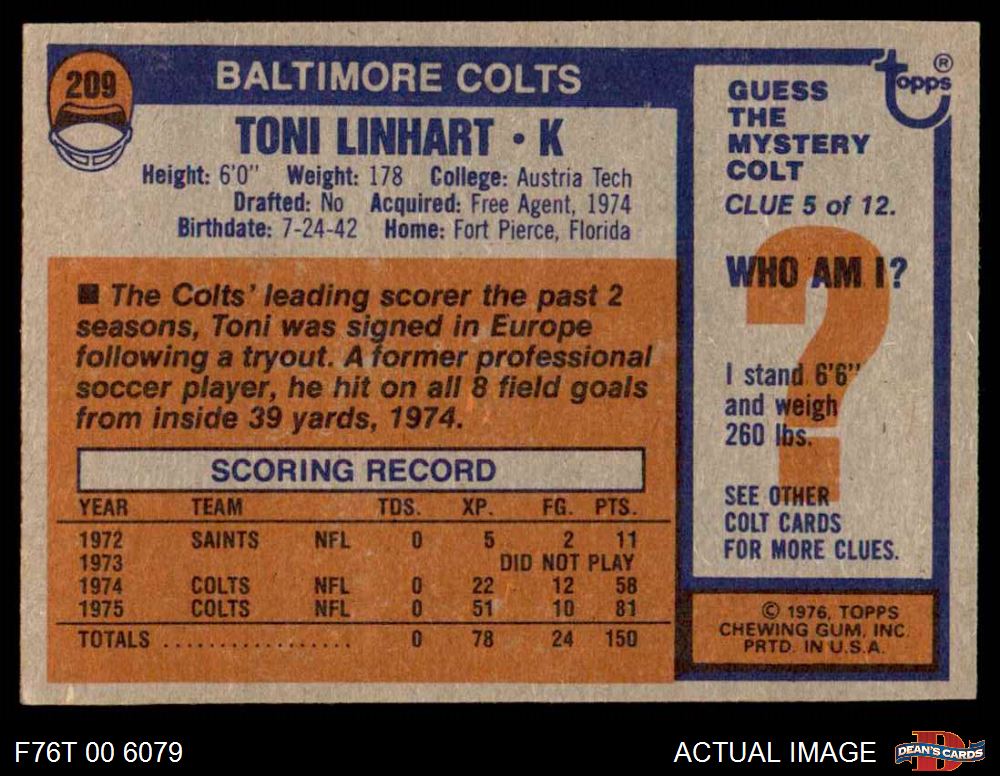 209
BALTIMORE COLTS
TONI LINHART • K
Height: 6'0" Weight: 178 College: Austria Tech
Drafted: No Acquired: Free Agent, 1974
Birthdate: 7-24-42 Home: Fort Pierce, Florida
■ The Colts' leading scorer the past 2
seasons, Toni was signed in Europe
following a tryout. A former professional
soccer player, he hit on all 8 field goals
from inside 39 yards, 1974.
SCORING RECORD
YEAR TEAM TDS. XP. FG. PTS.
1972 SAINTS NFL 0 5 2 11
1973 DID NOT PLAY
1974 COLTS NFL 0 22 12 58
1975 COLTS NFL 0 51 10 81
TOTALS .................. 0 78 24 150
topps ®
GUESS
THE
MYSTERY
COLT
CLUE 5 of 12.
WHO AM I?
?
I stand 6'6"
and weigh
260 lbs.
SEE OTHER
COLT CARDS
FOR MORE CLUES.
© 1976, TOPPS
CHEWING GUM, INC.
PRTD. IN U.S.A.
F76T 00 6079
ACTUAL IMAGE
DEAN'S CARDS